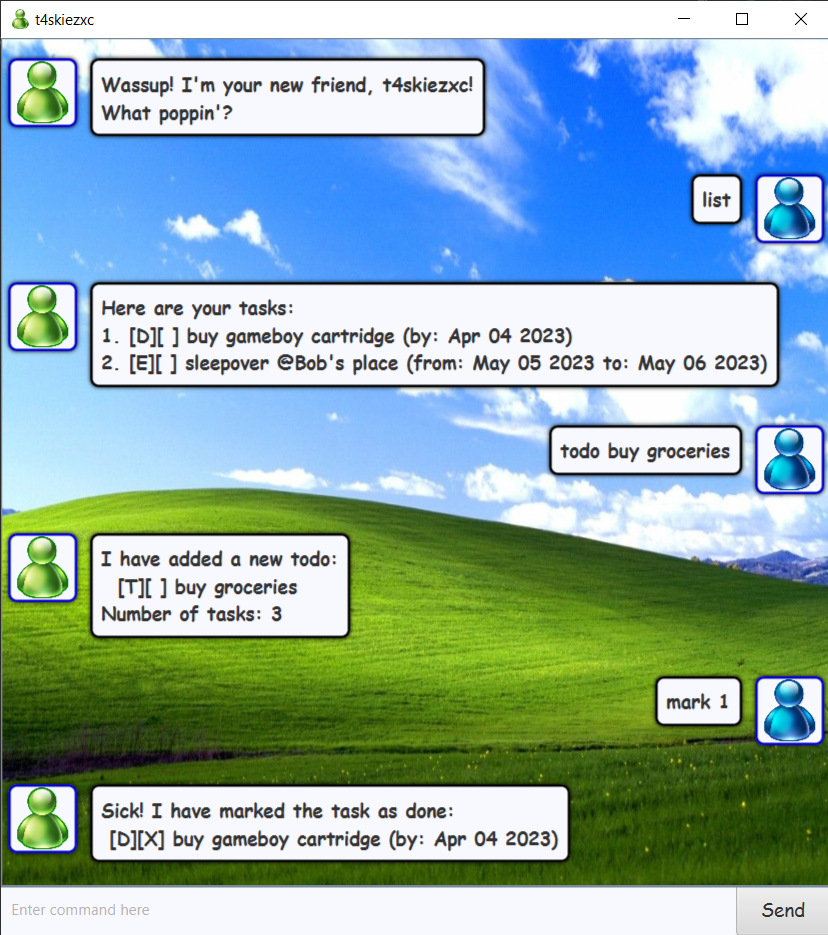 t4skiezxc
Wassup! I'm your new friend, t4skiezxc!
What poppin'?
list
Here are your tasks:
1. [D][ ] buy gameboy cartridge (by: Apr 04 2023)
2. [E][ ] sleepover @Bob's place (from: May 05 2023 to: May 06 2023)
todo buy groceries
I have added a new todo:
[T][ ] buy groceries
Number of tasks: 3
mark 1
Sick! I have marked the task as done:
[D][X] buy gameboy cartridge (by: Apr 04 2023)
Enter command here
Send